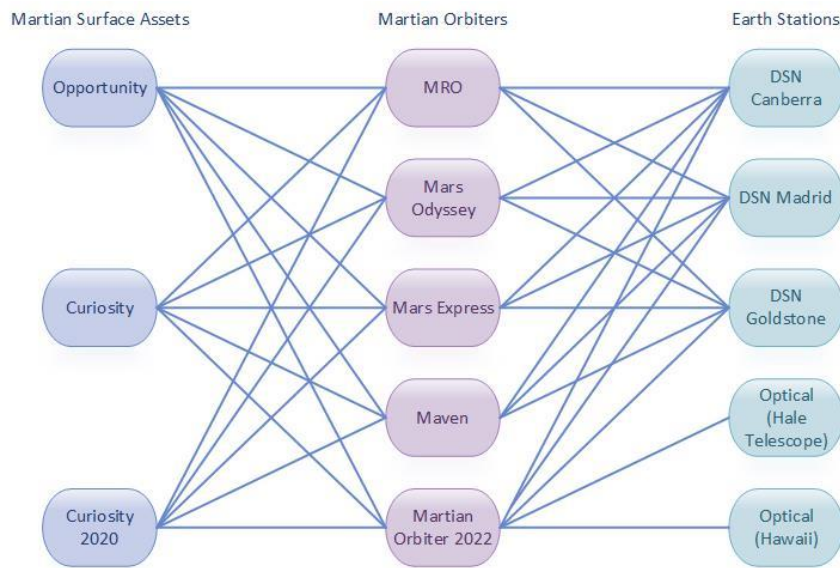 Martian Surface Assets
Martian Orbiters
Earth Stations
Opportunity
MRO
DSN
Canberra
Mars
Odyssey
DSN Madrid
Curiosity
Mars Express
DSN
Goldstone
Maven
Optical
(Hale
Telescope)
Curiosity
2020
Martian
Orbiter 2022
Optical
(Hawaii)